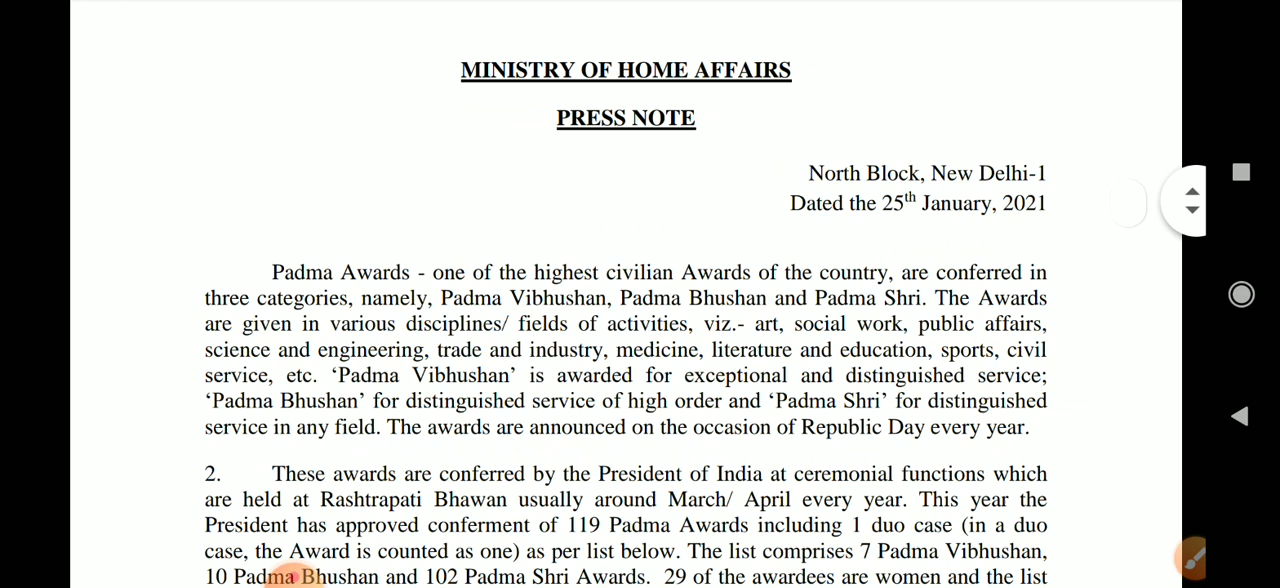 MINISTRY OF HOME AFFAIRS
PRESS NOTE
North Block, New Delhi-1
Dated the 25th January, 2021
Padma Awards - one of the highest civilian Awards of the country, are conferred in
three categories, namely, Padma Vibhushan, Padma Bhushan and Padma Shri. The Awards
are given in various disciplines/ fields of activities, viz.- art, social work, public affairs,
science and engineering, trade and industry, medicine, literature and education, sports, civil
service, etc. ‘Padma Vibhushan’ is awarded for exceptional and distinguished service;
‘Padma Bhushan’ for distinguished service of high order and ‘Padma Shri’ for distinguished
service in any field. The awards are announced on the occasion of Republic Day every year.
2. These awards are conferred by the President of India at ceremonial functions which
are held at Rashtrapati Bhawan usually around March/ April every year. This year the
President has approved conferment of 119 Padma Awards including 1 duo case (in a duo
case, the Award is counted as one) as per list below. The list comprises 7 Padma Vibhushan,
10 Padma Bhushan and 102 Padma Shri Awards. 29 of the awardees are women and the list